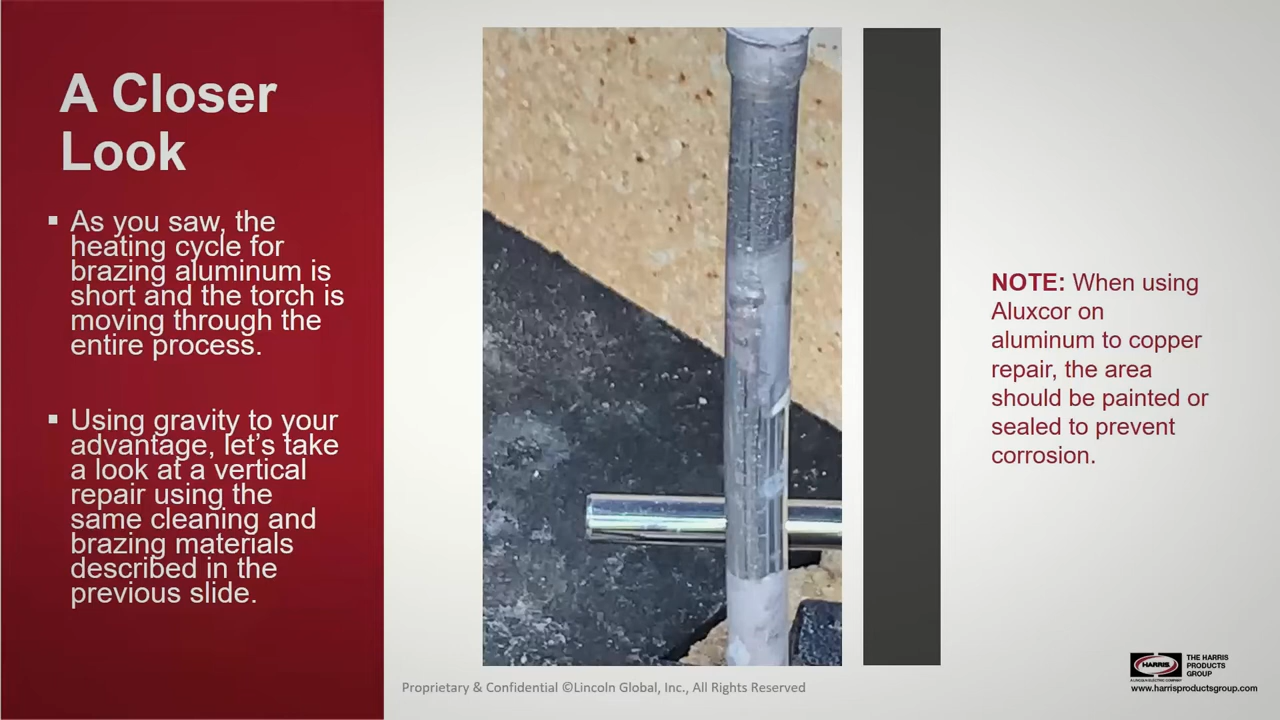 A Closer
Look
▪ As you saw, the
heating cycle for
brazing aluminum is
short and the torch is
moving through the
entire process.
▪ Using gravity to your
advantage, let’s take
a look at a vertical
repair using the
same cleaning and
brazing materials
described in the
previous slide.
NOTE: When using
Aluxcor on
aluminum to copper
repair, the area
should be painted or
sealed to prevent
corrosion.
Proprietary & Confidential ©Lincoln Global, Inc., All Rights Reserved
HARRIS
A LINCOLN ELECTRIC COMPANY
THE HARRIS
PRODUCTS
GROUP
www.harrisproductsgroup.com